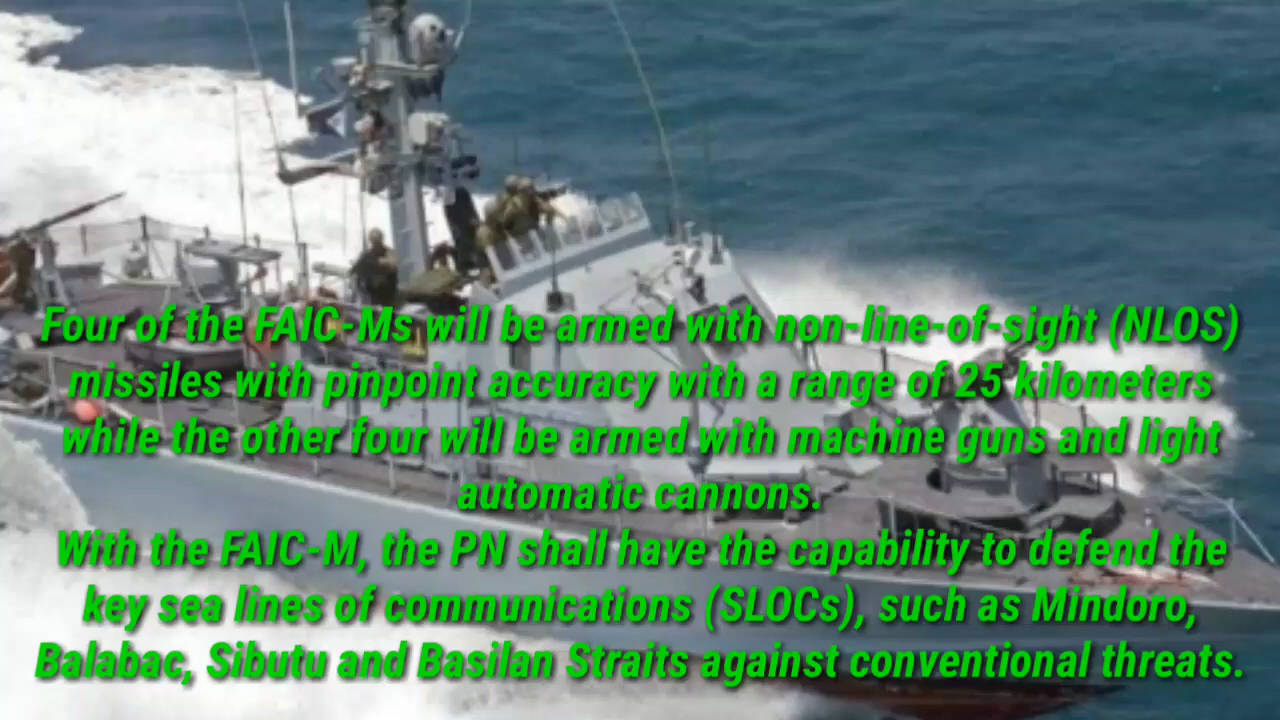 Four of the FAIC-Ms will be armed with non-line-of-sight (NLOS)
missiles with pinpoint accuracy with a range of 25 kilometers
while the other four will be armed with machine guns and light
automatic cannons.
With the FAIC-M, the PN shall have the capability to defend the
key sea lines of communications (SLOCs), such as Mindoro,
Balabac, Sibutu and Basilan Straits against conventional threats.